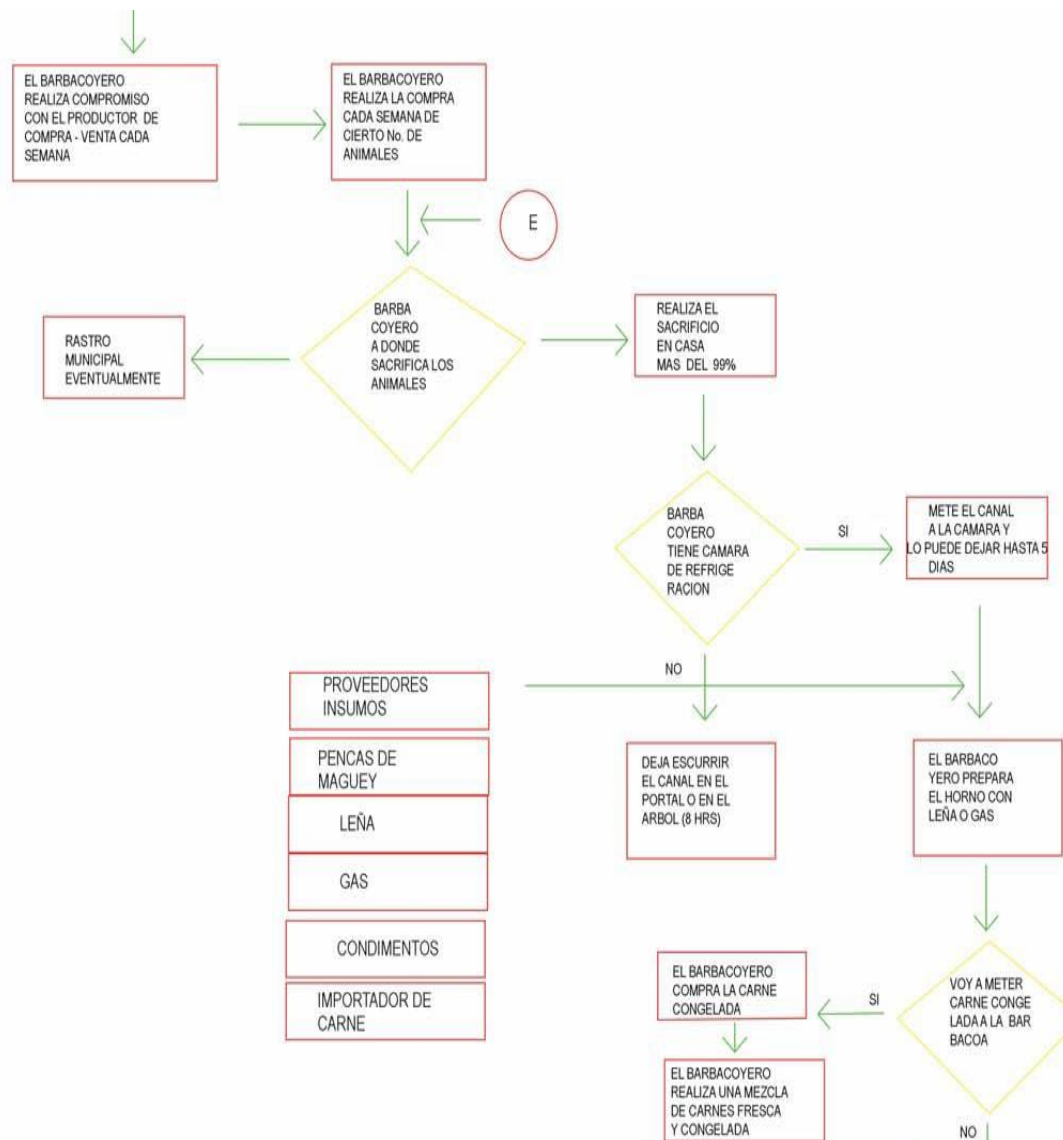 EL BARBACOYERO
REALIZA COMPROMISO
CON EL PRODUCTOR DE
COMPRA - VENTA CADA
SEMANA
EL BARBACOYERO
REALIZA LA COMPRA
CADA SEMANA DE
CIERTO No. DE
ANIMALES
E
BARBA
COYERO
A DONDE
SACRIFICA LOS
ANIMALES
RASTRO
MUNICIPAL
EVENTUALMENTE
REALIZA EL
SACRIFICIO
EN CASA
MAS DEL 99%
BARBA
COYERO
TIENE CAMARA
DE REFRIGE
RACION
SI
METE EL CANAL
A LA CAMARA Y
LO PUEDE DEJAR HASTA 5
DIAS
NO
PROVEEDORES
INSUMOS
PENCAS DE
MAGUEY
LEÑA
GAS
CONDIMENTOS
IMPORTADOR DE
CARNE
DEJA ESCURRIR
EL CANAL EN EL
PORTAL O EN EL
ARBOL (8 HRS)
EL BARBACO
YERO PREPARA
EL HORNO CON
LEÑA O GAS
VOY A METER
CARNE CONGE
LADA A LA BAR
BACOA
SI
EL BARBACOYERO
COMPRA LA CARNE
CONGELADA
EL BARBACOYERO
REALIZA UNA MEZCLA
DE CARNES FRESCA
Y CONGELADA
NO